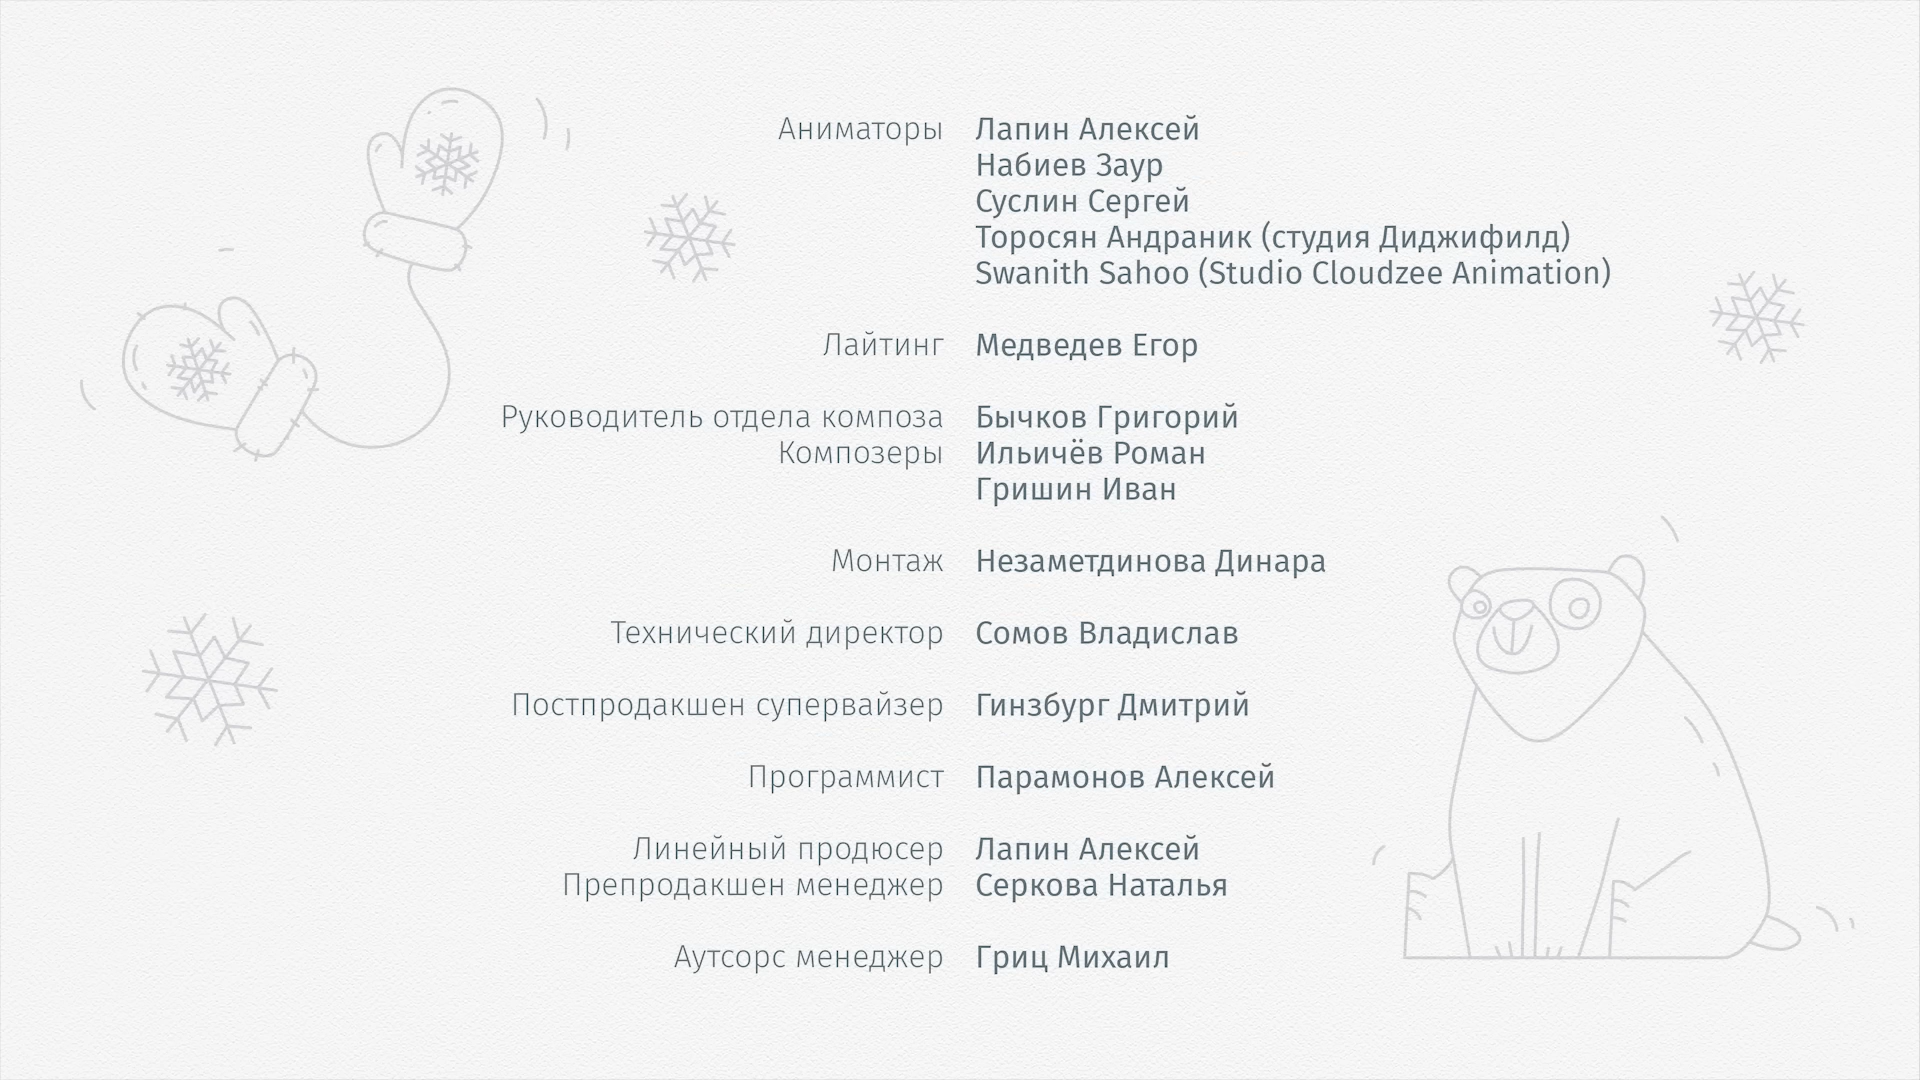 Аниматоры Лапин Алексей
Набиев Заур
Суслин Сергей
Торосян Андраник (студия Диджифилд)
Swanith Sahoo (Studio Cloudzee Animation)
Лайтинг Медведев Егор
Руководитель отдела композа Бычков Григорий
Композеры Ильичёв Роман
Гришин Иван
Монтаж Незаметдинова Динара
Технический директор Сомов Владислав
Постпродакшен супервайзер Гинзбург Дмитрий
Программист Парамонов Алексей
Линейный продюсер Лапин Алексей
Препродакшен менеджер Серкова Наталья
Аутсорс менеджер Гриц Михаил